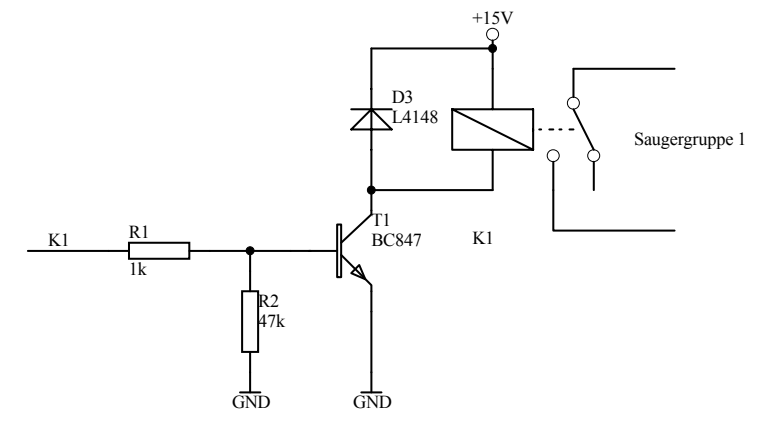 +15V
D3
L4148
Saugergruppe 1
T1
BC847
K1
K1
R1
1k
R2
47k
GND
GND